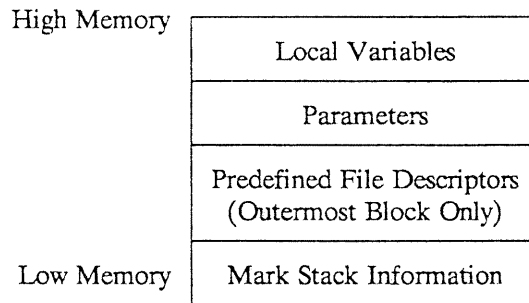 High Memory
Local Variables
Parameters
Predefined File Descriptors
(Outermost Block Only)
Low Memory Mark Stack Information